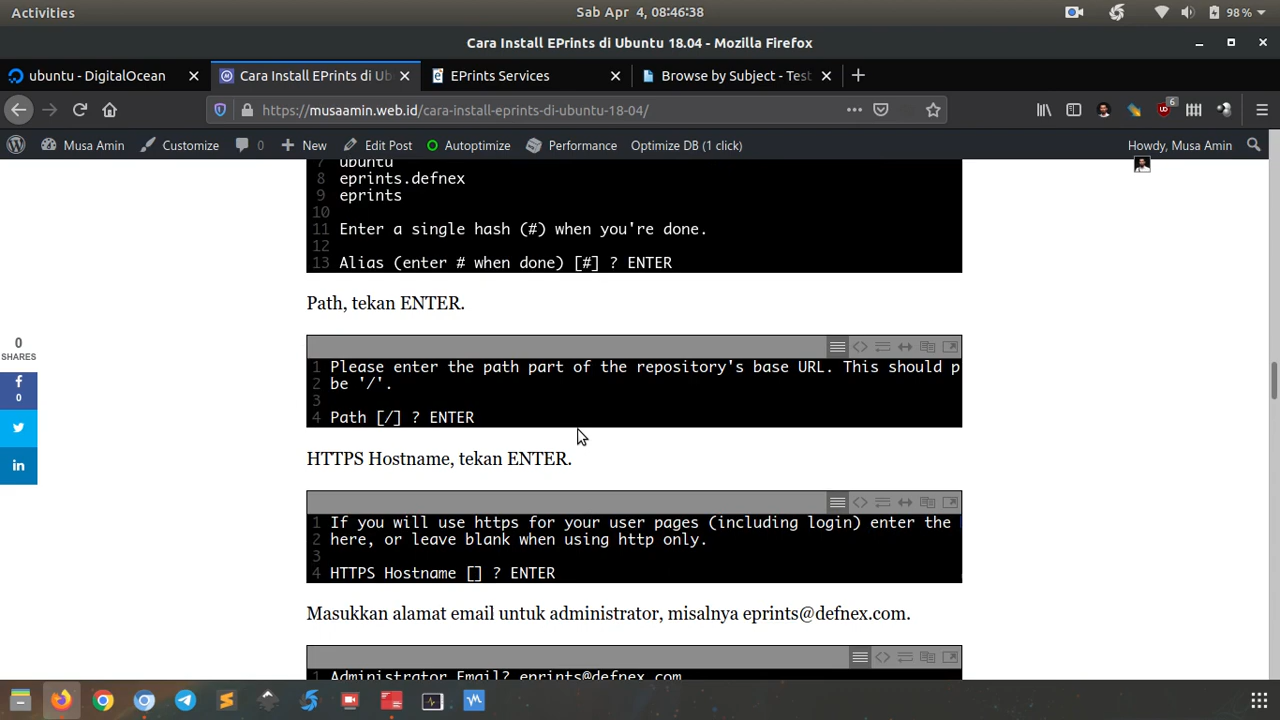 Activities
Sab Apr 4, 08:46:38
98 %
Cara Install EPrints di Ubuntu 18.04 - Mozilla Firefox
ubuntu - DigitalOcean
Cara Install EPrints di Ub
EPrints Services
Browse by Subject - Test
https://musaamin.web.id/cara-install-eprints-di-ubuntu-18-04/
6
Musa Amin
Customize
0
New
Edit Post
Autoptimize
Performance
Optimize DB (1 click)
Howdy, Musa Amin
7 ubuntu
8 eprints.defnex
9 eprints
10
11 Enter a single hash (#) when you're done.
12
13 Alias (enter # when done) [#] ? ENTER
Path, tekan ENTER.
0
SHARES
0
1 Please enter the path part of the repository's base URL. This should p
2 be '/'.
3
4 Path [/] ? ENTER
HTTPS Hostname, tekan ENTER.
1 If you will use https for your user pages (including login) enter the
2 here, or leave blank when using http only.
3
4 HTTPS Hostname [] ? ENTER
Masukkan alamat email untuk administrator, misalnya eprints@defnex.com.
1 Administrator Email? eprints@defnex.com